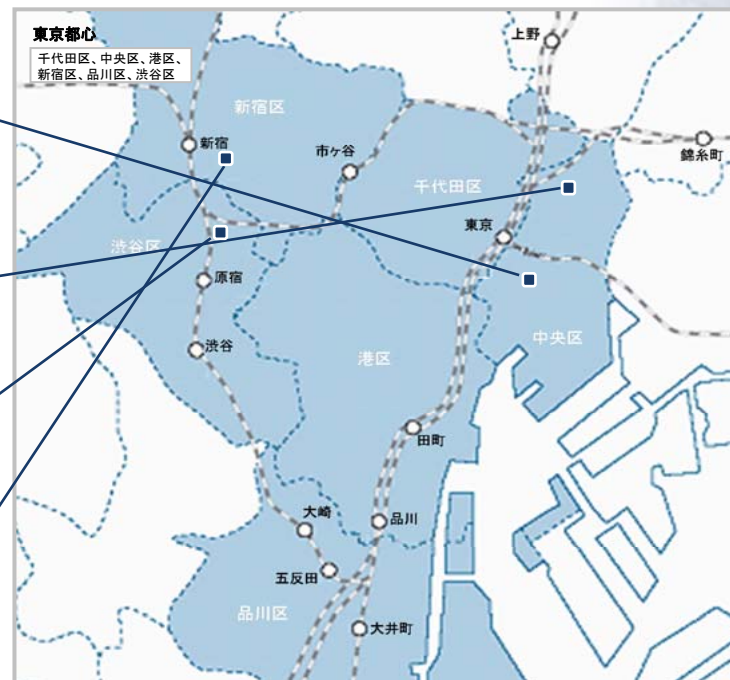 東京都心
千代田区、中央区、港区、
新宿区、品川区、渋谷区
上野
新宿区
新宿
市ヶ谷
錦糸町
千代田区
東京
渋谷区
原宿
中央区
渋谷
港区
田町
大崎
品川
五反田
品川区
大井町